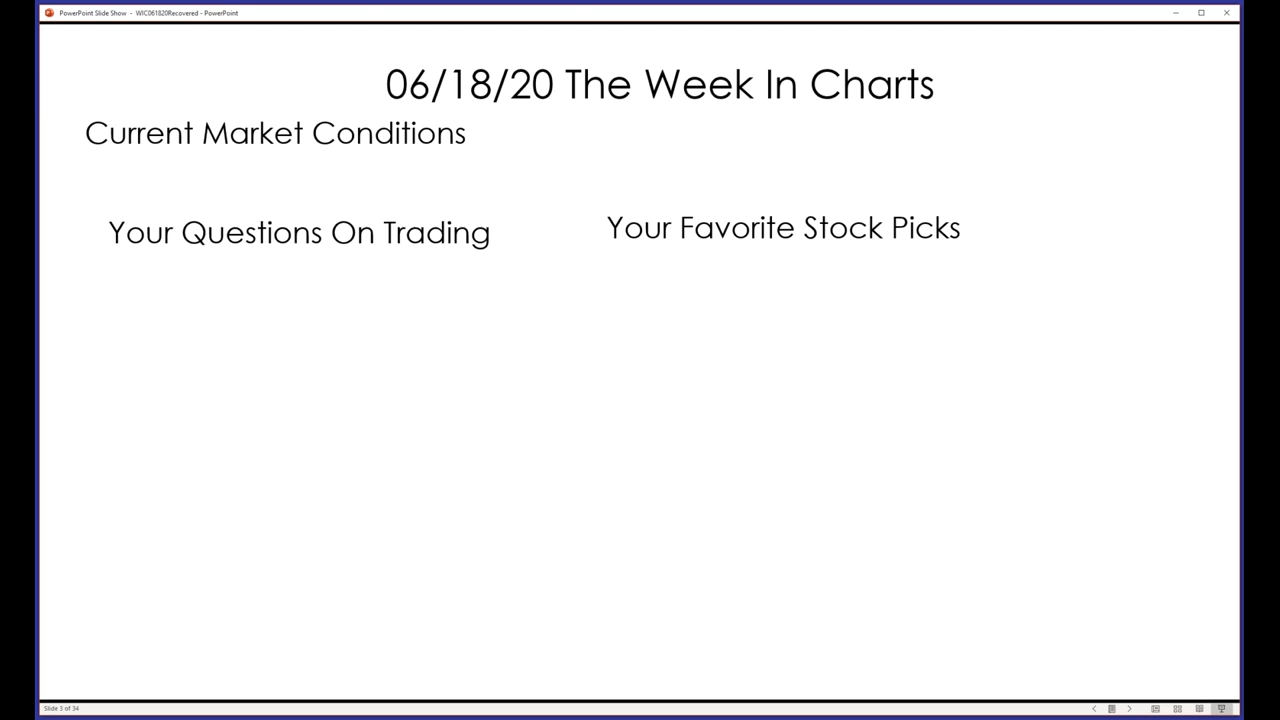 PowerPoint Slide Show - WIC061820Recovered - PowerPoint
06/18/20 The Week In Charts
Current Market Conditions
Your Questions On Trading
Your Favorite Stock Picks
Slide 3 of 34